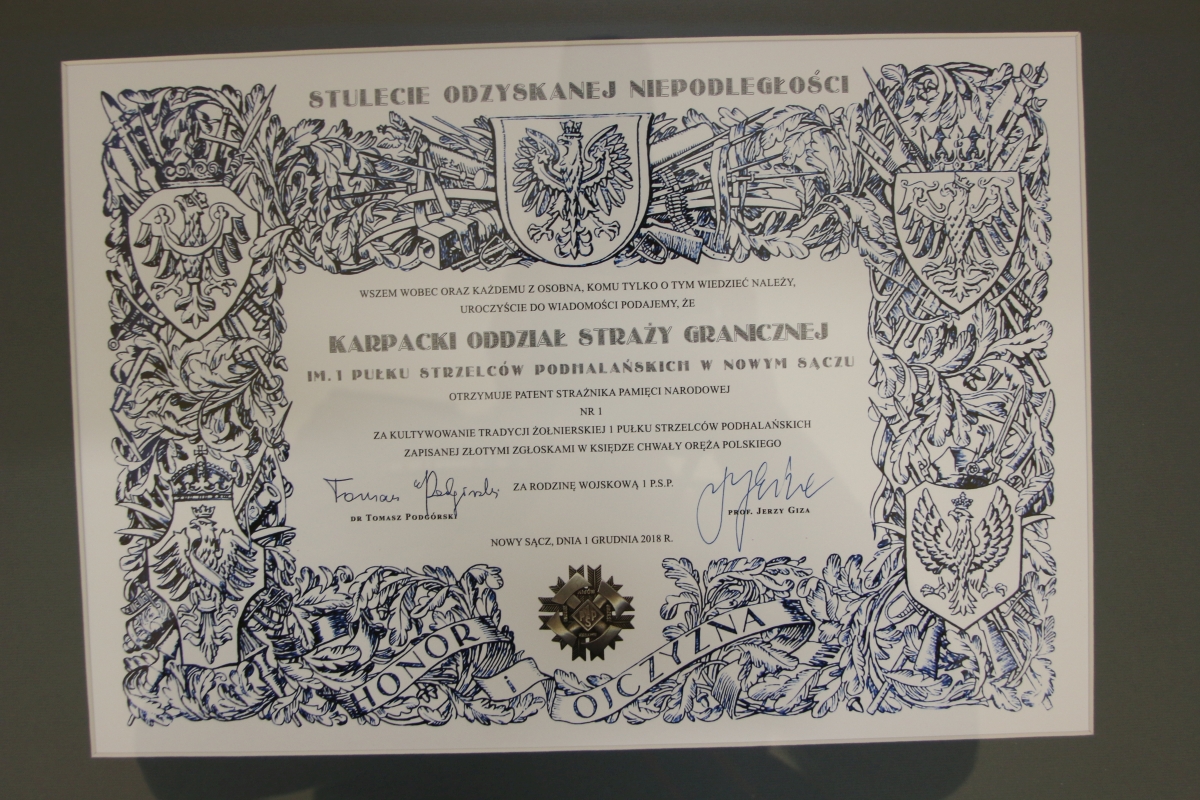 STULECIE ODZYSKANEJ NIEPODLEGŁOŚCI
WSZEM WOBEC ORAZ KAŻDEMU Z OSOBNA, KOMU TYLKO O TYM WIEDZIEĆ NALEŻY,
UROCZYŚCIE DO WIADOMOŚCI PODAJEMY, ŻE
KARPACKI ODDZIAŁ STRAŻY GRANICZNEJ
IM. 1 PUŁKU STRZELCÓW PODHALAŃSKICH W NOWYM SĄCZU
OTRZYMUJE PATENT STRAŻNIKA PAMIĘCI NARODOWEJ
NR 1
ZA KULTYWOWANIE TRADYCJI ŻOŁNIERSKIEJ 1 PUŁKU STRZELCÓW PODHALAŃSKICH
ZAPISANEJ ZŁOTYMI ZGŁOSKAMI W KSIĘDZE CHWAŁY ORĘŻA POLSKIEGO
Tomasz Podgórski
ZA RODZINĘ WOJSKOWĄ 1 P.S.P.
DR TOMASZ PODGÓRSKI
PROF. JERZY GIZA
NOWY SĄCZ, DNIA 1 GRUDNIA 2018 R.
HONOR i OJCZYZNA